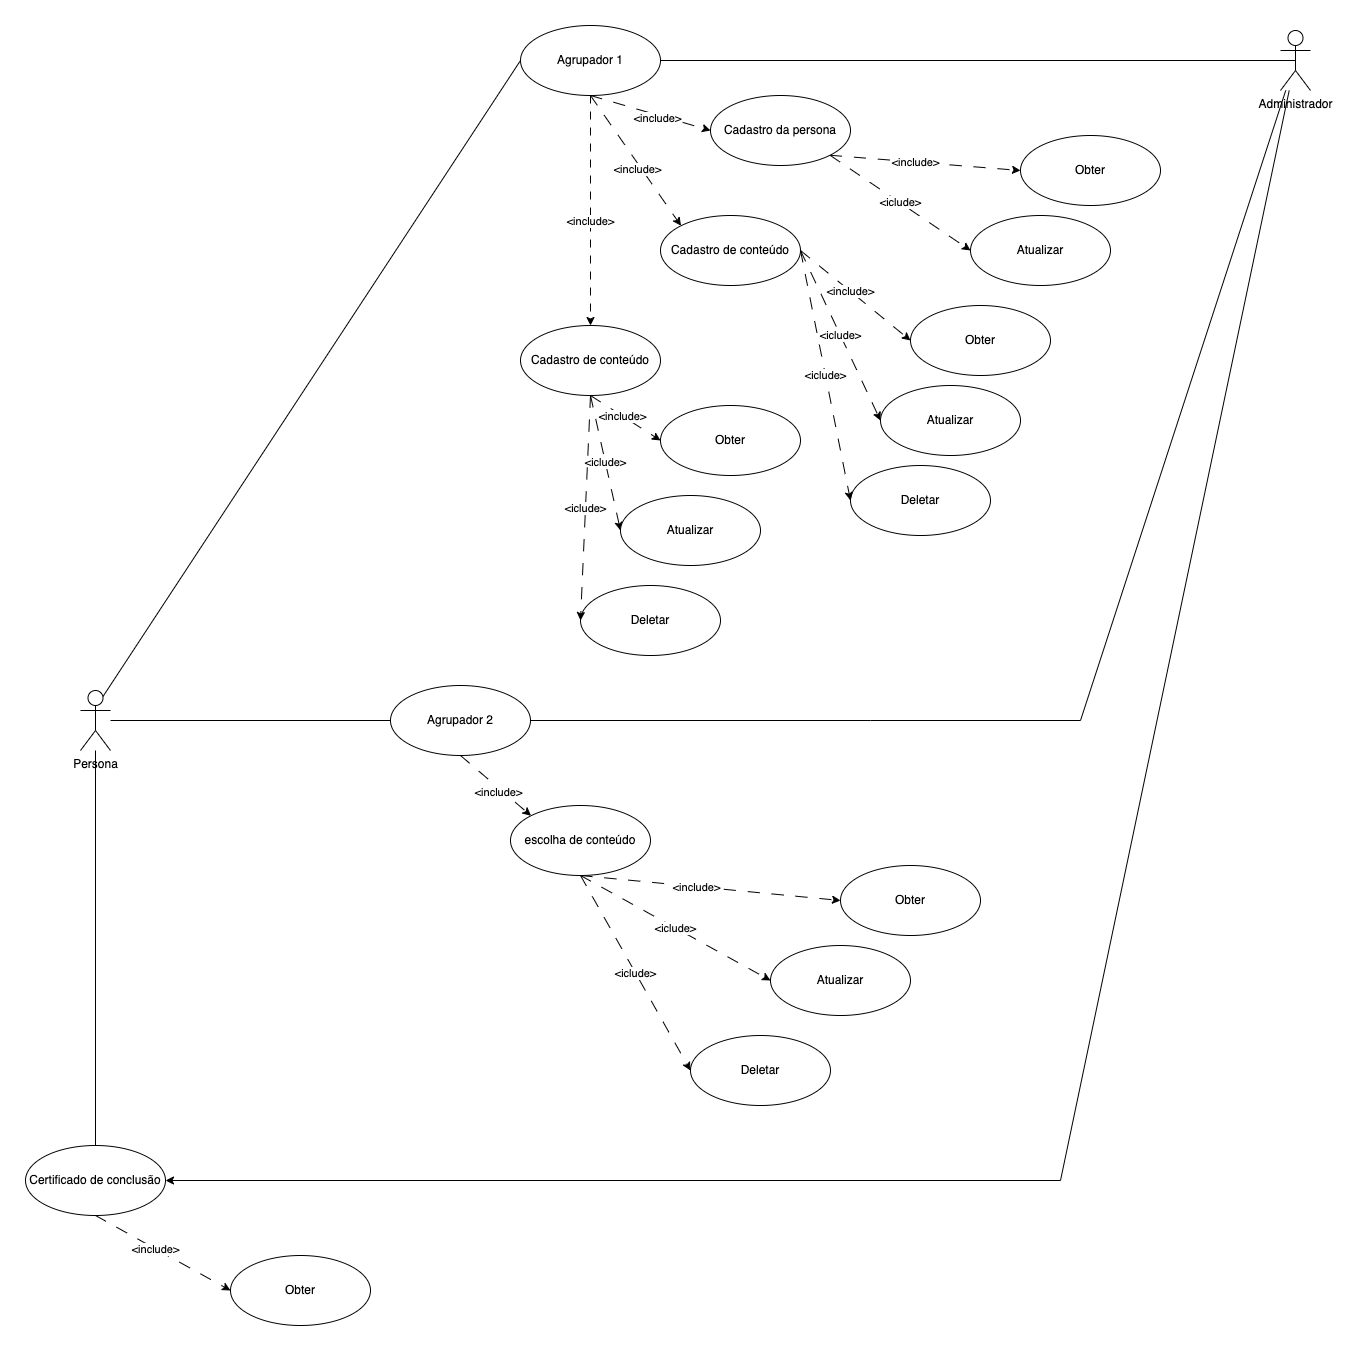 Agrupador 1
Administrador
<include>
Cadastro da persona
<include>
<include>
Obter
<iclude>
<include>
Cadastro de conteúdo
Atualizar
<include>
<iclude>
Obter
Cadastro de conteúdo
<iclude>
<include>
Atualizar
Obter
<iclude>
Deletar
<iclude>
Atualizar
Deletar
Agrupador 2
Persona
<include>
escolha de conteúdo
<include>
Obter
<iclude>
<iclude>
Atualizar
Deletar
Certificado de conclusão
<include>
Obter